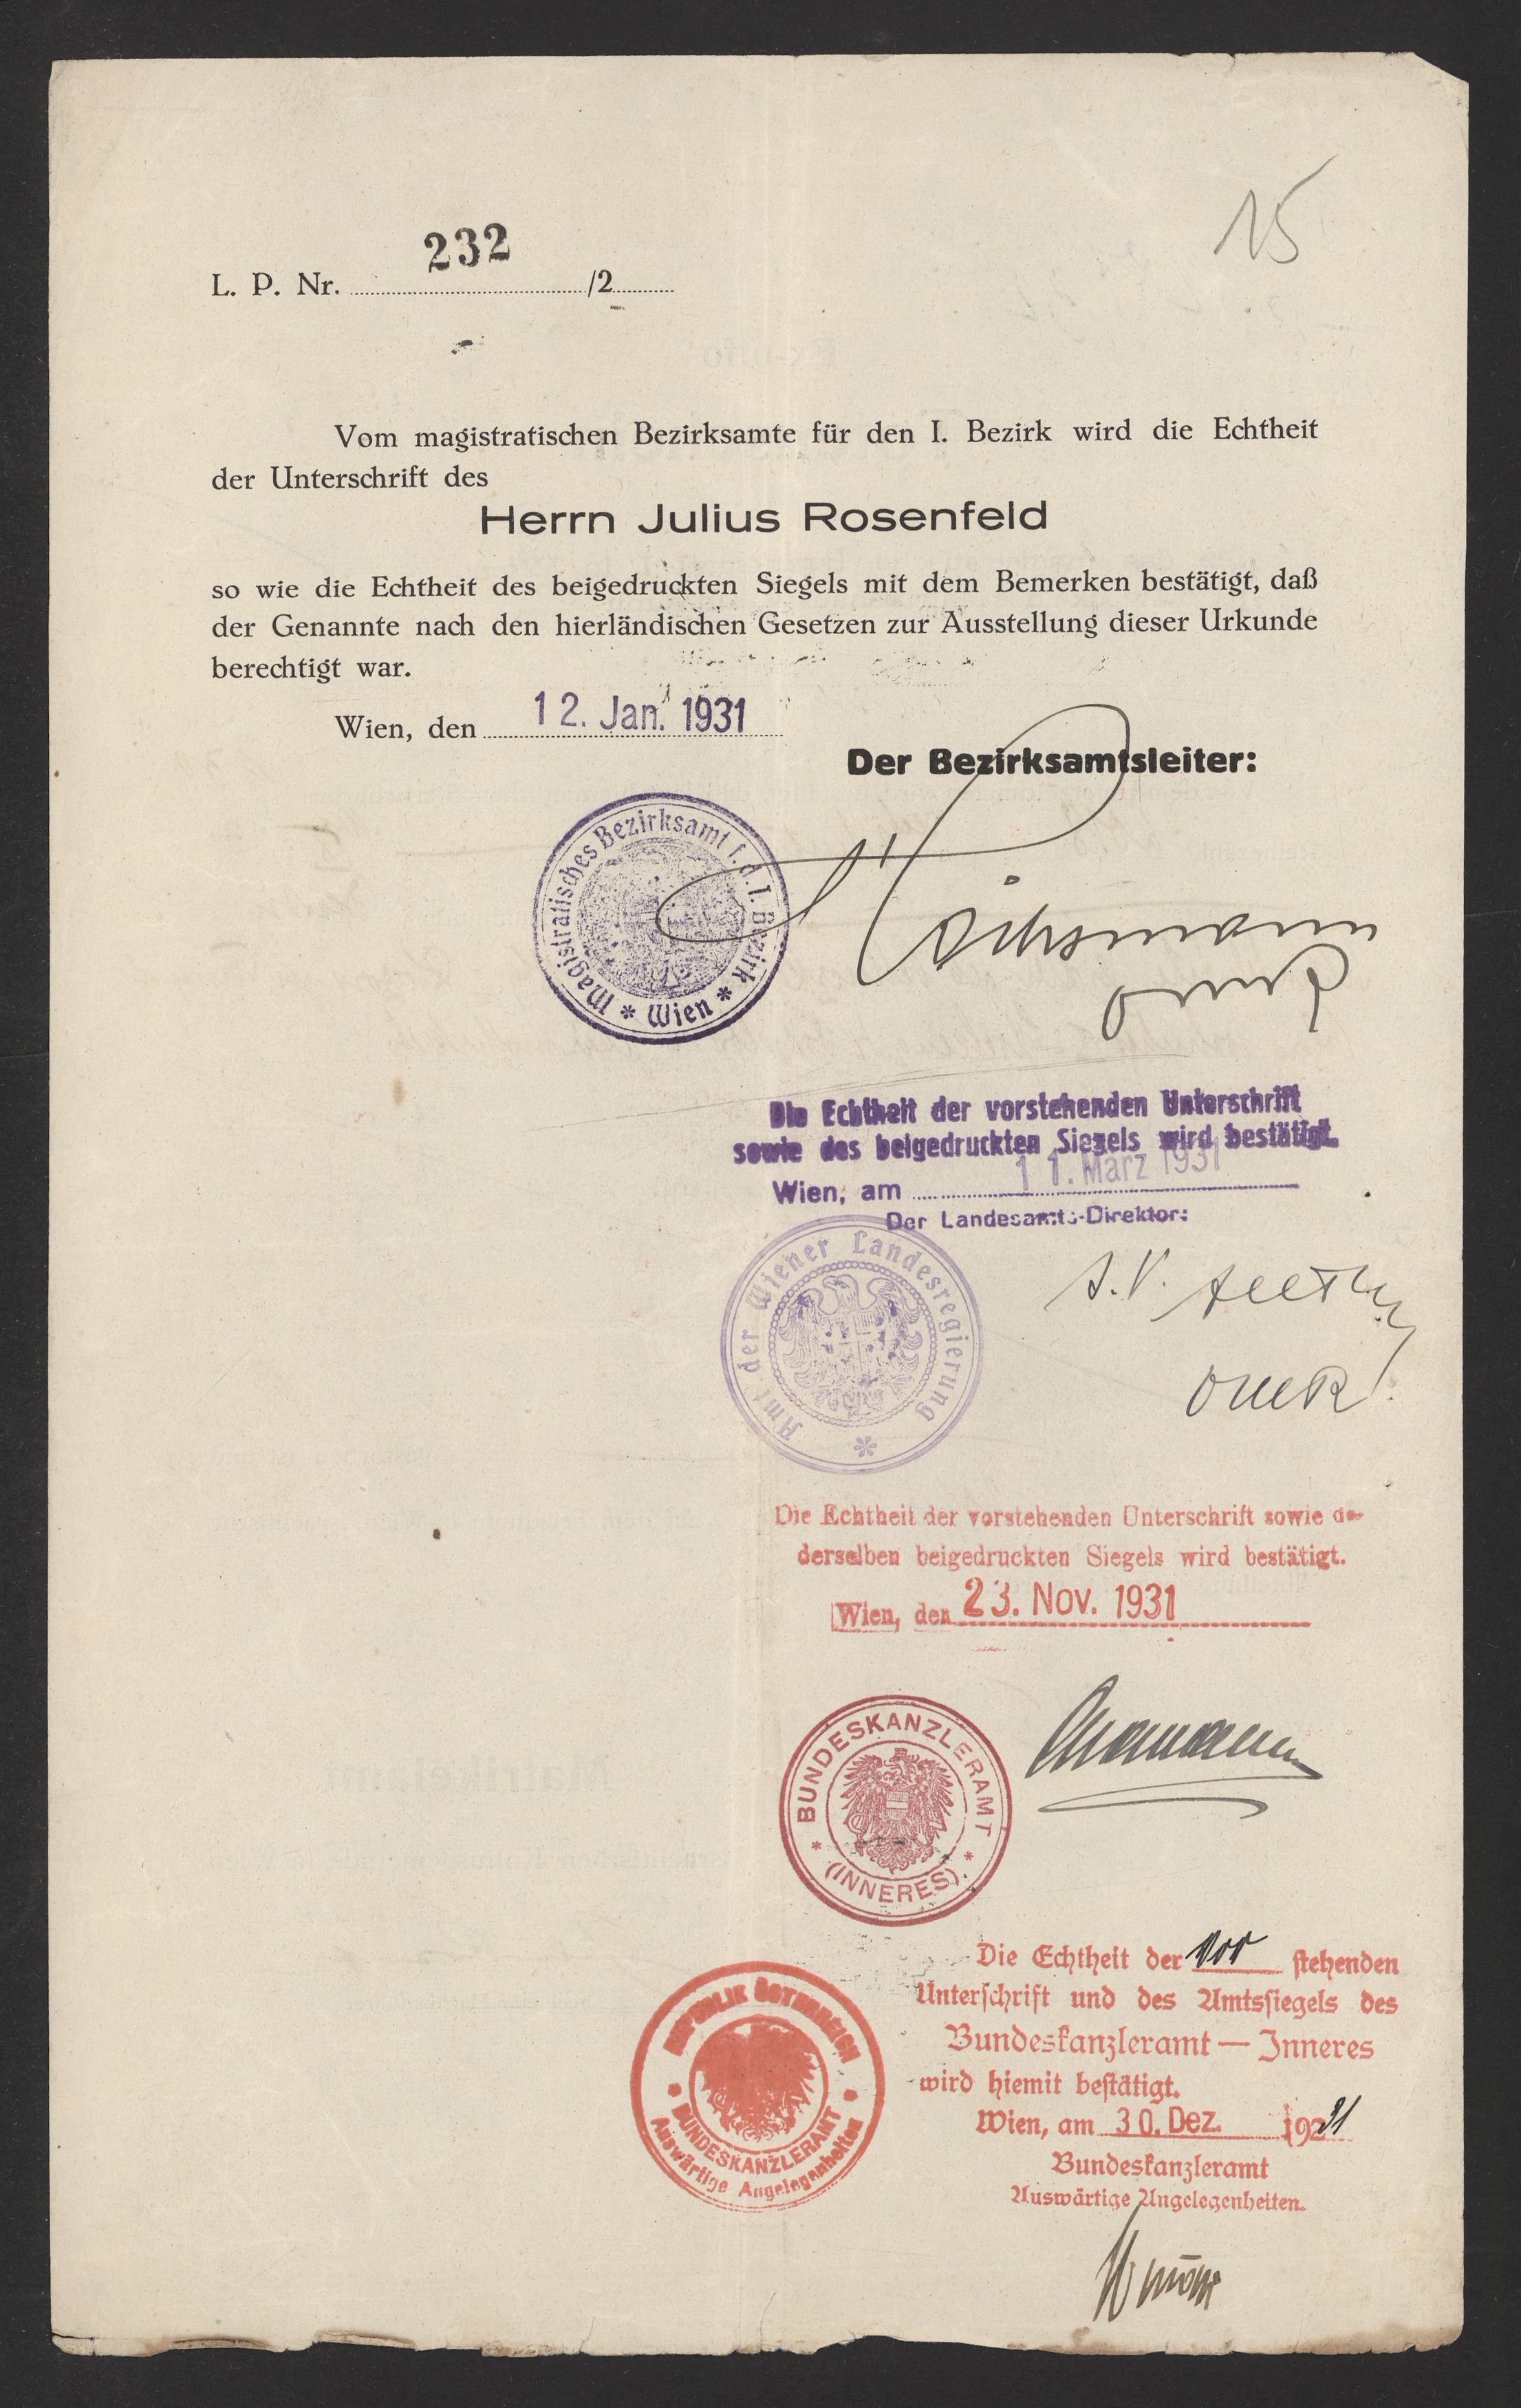 15
232
L. P. Nr. /2
Vom magistratischen Bezirksamte für den I. Bezirk wird die Echtheit
der Unterschrift des
Herrn Julius Rosenfeld
so wie die Echtheit des beigedruckten Siegels mit dem Bemerken bestätigt, daß
der Genannte nach den hierländischen Gesetzen zur Ausstellung dieser Urkunde
berechtigt war.
Wien, den 12. Jan. 1931
Der Bezirksamtsleiter:
Magistratisches Bezirksamt f. d. I. Bezirk * Wien *
Die Echtheit der vorstehenden Unterschrift
sowie des beigedruckten Siegels wird bestätigt.
Wien, am 11. März 1931
Der Landesamts-Direktor:
Amt der Wiener Landesregierung *
Die Echtheit der vorstehenden Unterschrift sowie de
derselben beigedruckten Siegels wird bestätigt.
Wien, den 23. Nov. 1931
* BUNDESKANZLERAMT * (INNERES)
Die Echtheit der vor stehenden
Unterschrift und des Amtssiegels des
Bundeskanzleramt — Inneres
wird hiemit bestätigt.
Wien, am 30. Dez. 1931
Bundeskanzleramt
Auswärtige Angelegenheiten.
REPUBLIK ÖSTERREICH
* BUNDESKANZLERAMT *
Auswärtige Angelegenheiten